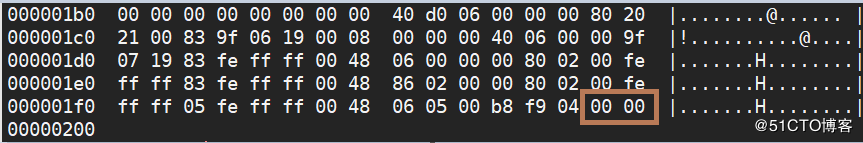 000001b0  00 00 00 00 00 00 00 00  40 d0 06 00 00 00 80 20  |........@...... |
000001c0  21 00 83 9f 06 19 00 08  00 00 00 40 06 00 00 9f  |!..........@....|
000001d0  07 19 83 fe ff ff 00 48  06 00 00 00 80 02 00 fe  |.......H........|
000001e0  ff ff 83 fe ff ff 00 48  86 02 00 00 80 02 00 fe  |.......H........|
000001f0  ff ff 05 fe ff ff 00 48  06 05 00 b8 f9 04 00 00  |.......H........|
00000200
@51CTO博客